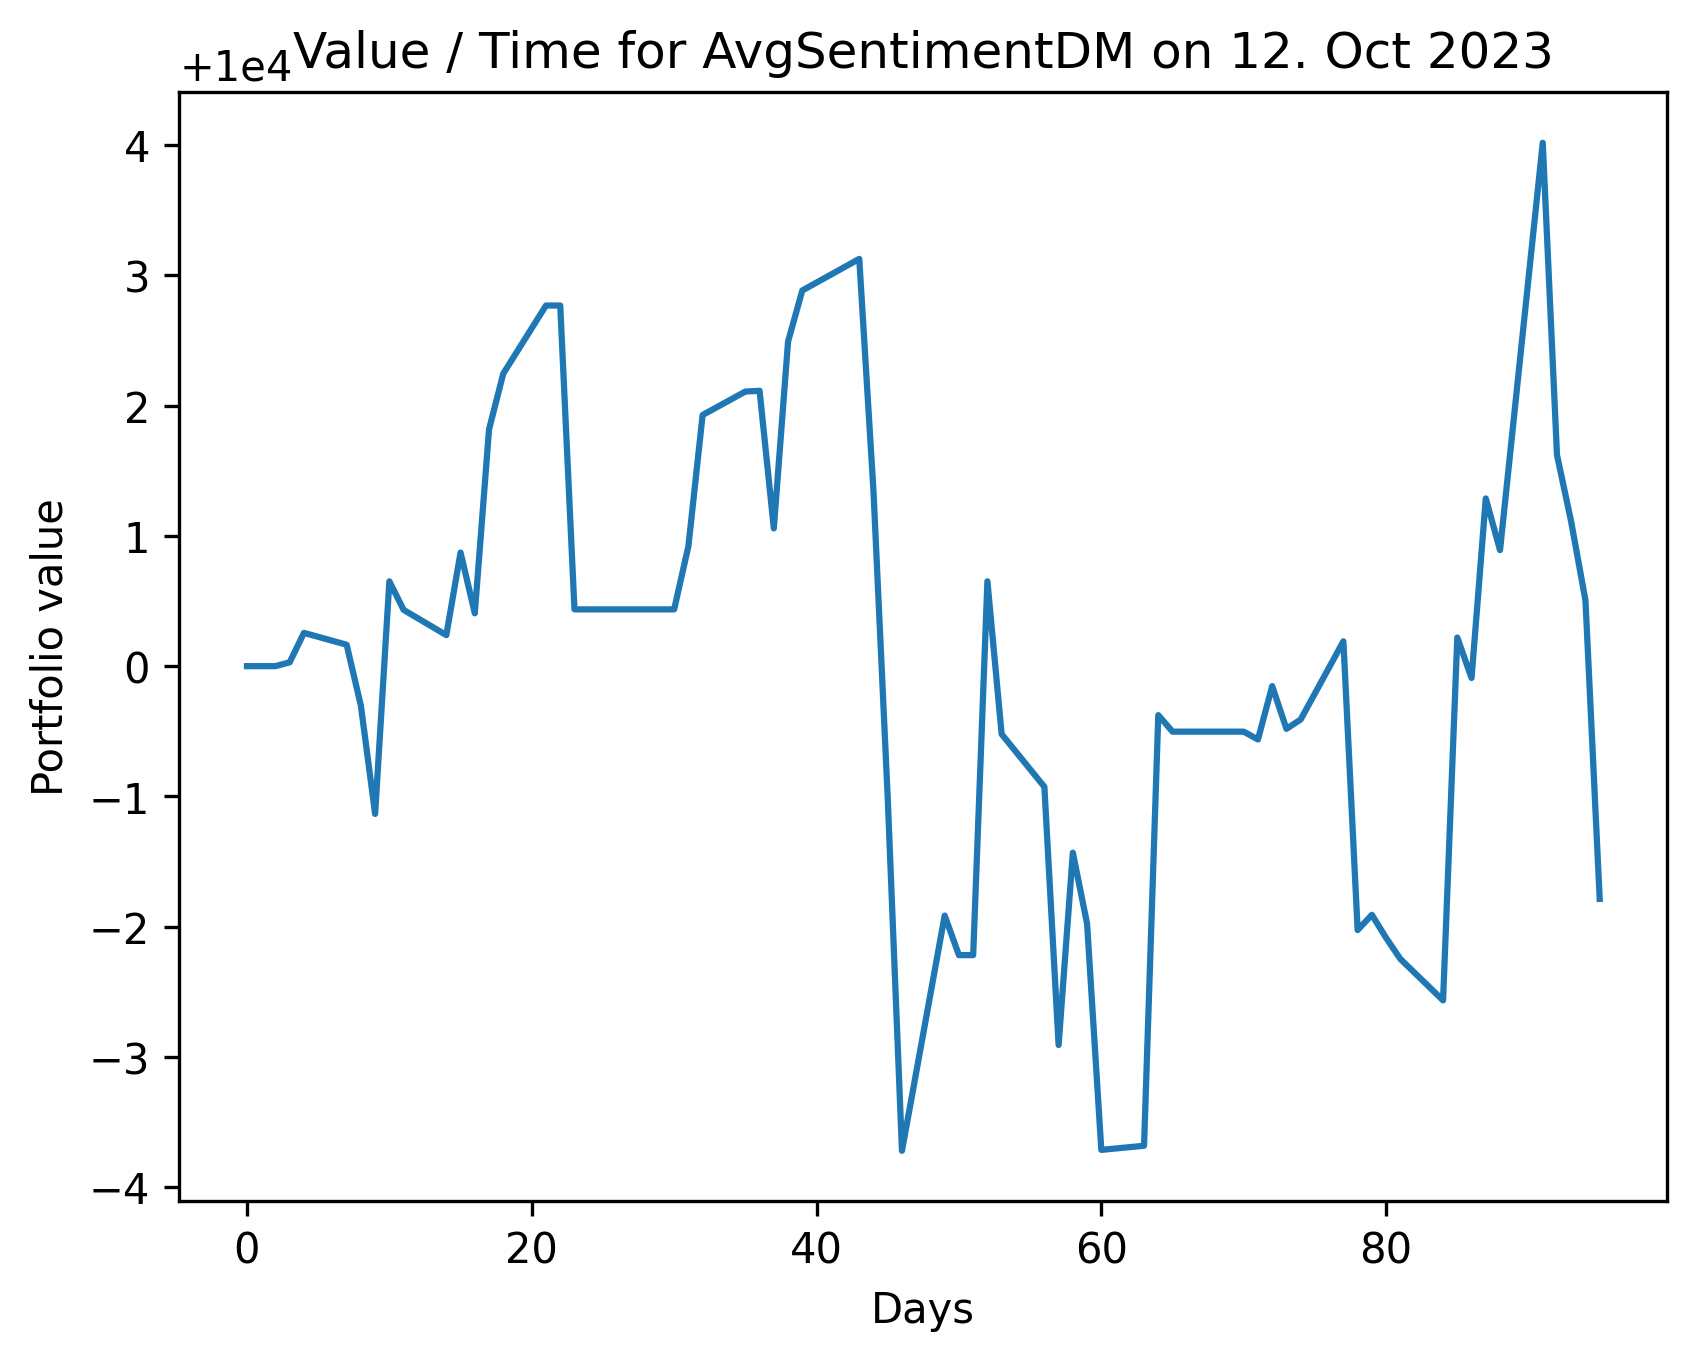 Value / Time for AvgSentimentDM on 12. Oct 2023
+1e4
4
3
2
1
0
−1
−2
−3
−4
Portfolio value
0 20 40 60 80
Days